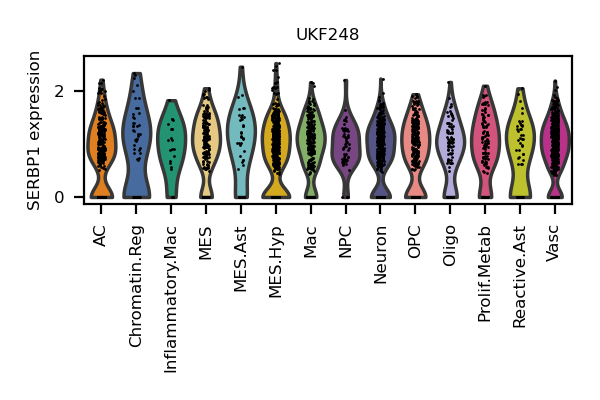 UKF248
SERBP1 expression
2
0
AC
Chromatin.Reg
Inflammatory.Mac
MES
MES.Ast
MES.Hyp
Mac
NPC
Neuron
OPC
Oligo
Prolif.Metab
Reactive.Ast
Vasc